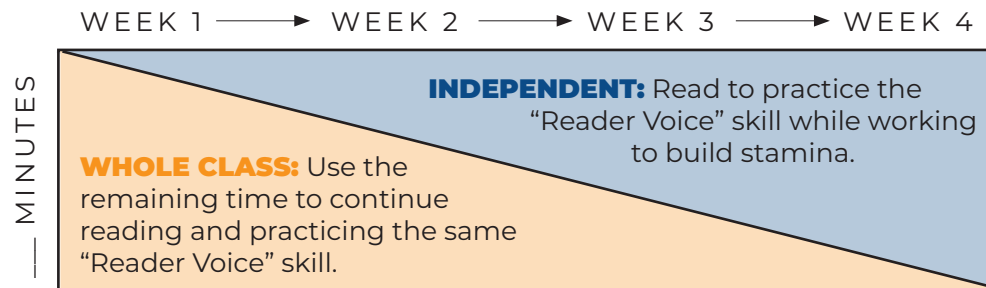 WEEK 1 WEEK 2 WEEK 3 WEEK 4
___ MINUTES
INDEPENDENT: Read to practice the
“Reader Voice” skill while working
to build stamina.
WHOLE CLASS: Use the
remaining time to continue
reading and practicing the same
“Reader Voice” skill.